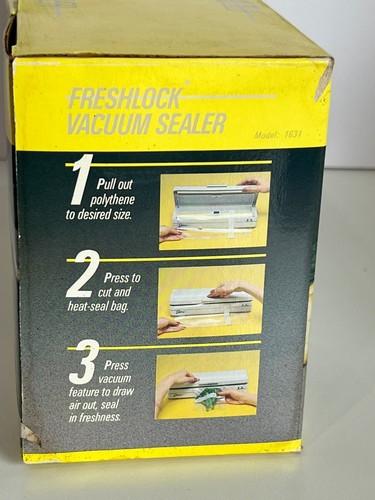 FRESHLOCK
VACUUM SEALER
Model: 1631
1 Pull out
polythene
to desired size.
2 Press to
cut and
heat-seal bag.
3 Press
vacuum
feature to draw
air out, seal
in freshness.